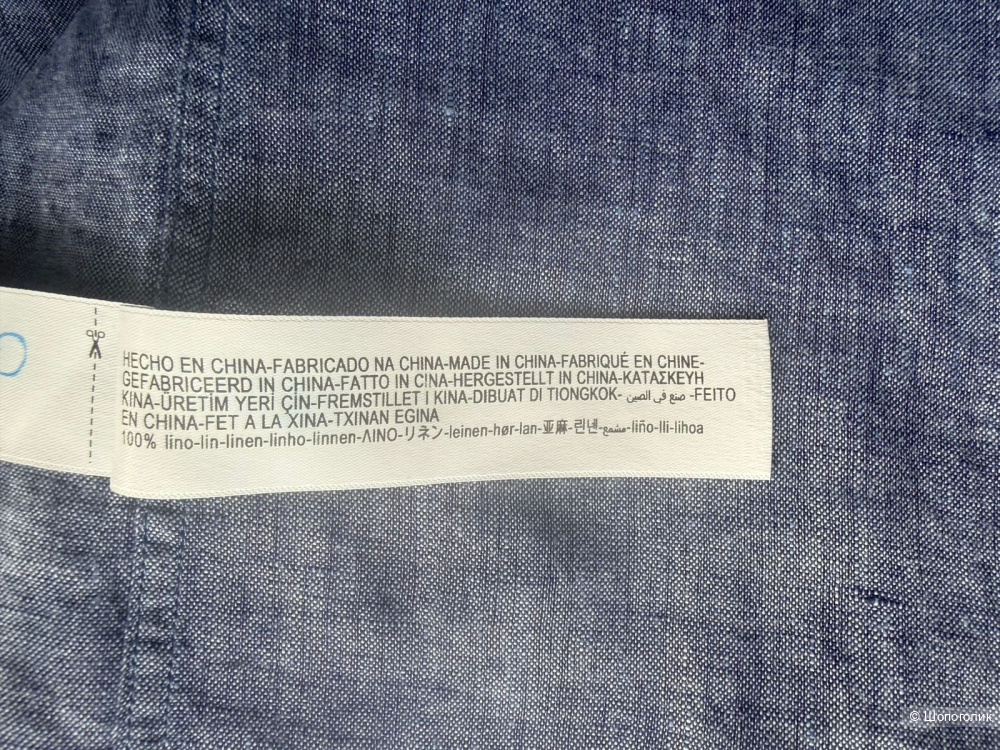 HECHO EN CHINA-FABRICADO NA CHINA-MADE IN CHINA-FABRIQUÉ EN CHINE-
GEFABRICEERD IN CHINA-FATTO IN CINA-HERGESTELLT IN CHINA-ΚΑΤΑΣΚΕΥΗ
ΚΙΝΑ-ÜRETİM YERİ ÇİN-FREMSTILLET I KINA-DIBUAT DI TIONGKOK- صنع في الصين -FEITO
EN CHINA-FET A LA XINA-TXINAN EGINA
100% lino-lin-linen-linho-linnen-ΛΙΝΟ-リネン-leinen-hør-lan-亚麻-린넨-مشمع-liño-lli-lihoa
© Шопоголик